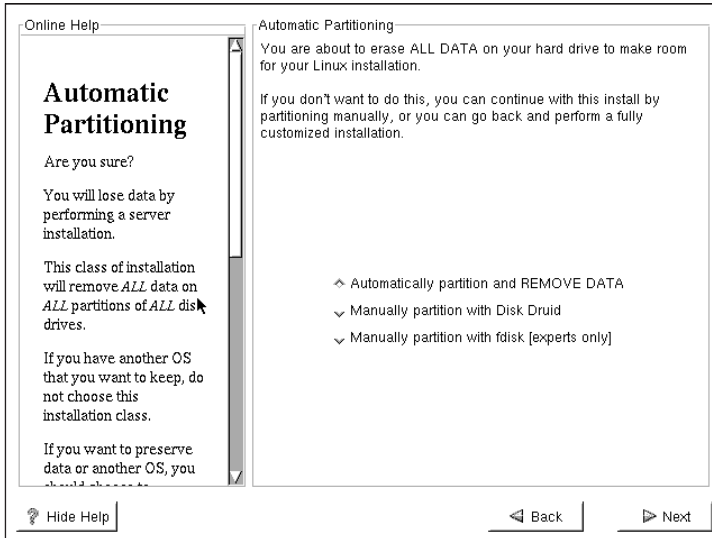 Online Help
Automatic
Partitioning
Are you sure?
You will lose data by
performing a server
installation.
This class of installation
will remove ALL data on
ALL partitions of ALL disk
drives.
If you have another OS
that you want to keep, do
not choose this
installation class.
If you want to preserve
data or another OS, you
Automatic Partitioning
You are about to erase ALL DATA on your hard drive to make room
for your Linux installation.
If you don't want to do this, you can continue with this install by
partitioning manually, or you can go back and perform a fully
customized installation.
Automatically partition and REMOVE DATA
Manually partition with Disk Druid
Manually partition with fdisk [experts only]
Hide Help
Back
Next